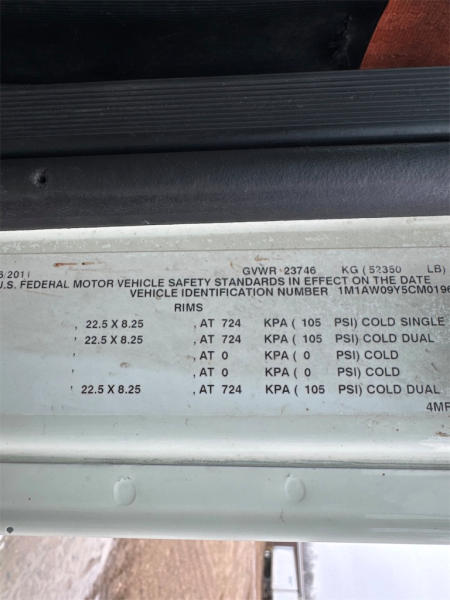 6/2011 GVWR 23746 KG ( 52350 LB)
U.S. FEDERAL MOTOR VEHICLE SAFETY STANDARDS IN EFFECT ON THE DATE
VEHICLE IDENTIFICATION NUMBER 1M1AW09Y5CM0196
RIMS
, 22.5 X 8.25 , AT 724 KPA ( 105 PSI) COLD SINGLE
, 22.5 X 8.25 , AT 724 KPA ( 105 PSI) COLD DUAL
, , AT 0 KPA ( 0 PSI) COLD
, , AT 0 KPA ( 0 PSI) COLD
, 22.5 X 8.25 , AT 724 KPA ( 105 PSI) COLD DUAL
4MR